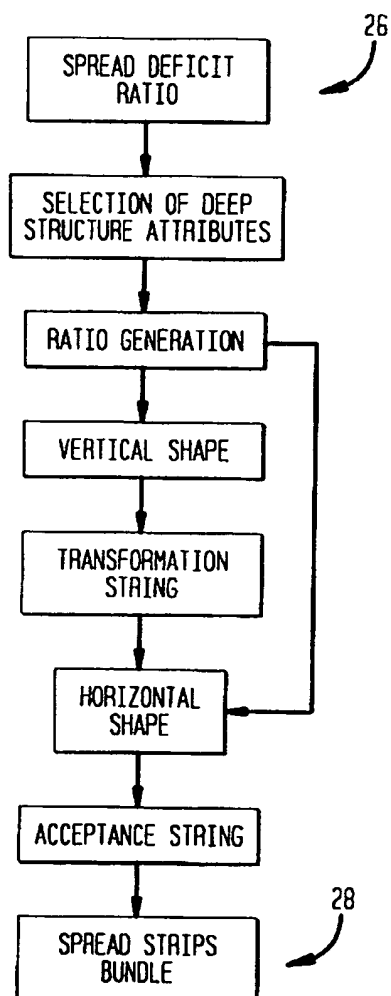 26
SPREAD DEFICIT
RATIO
SELECTION OF DEEP
STRUCTURE ATTRIBUTES
RATIO GENERATION
VERTICAL SHAPE
TRANSFORMATION
STRING
HORIZONTAL
SHAPE
ACCEPTANCE STRING
28
SPREAD STRIPS
BUNDLE